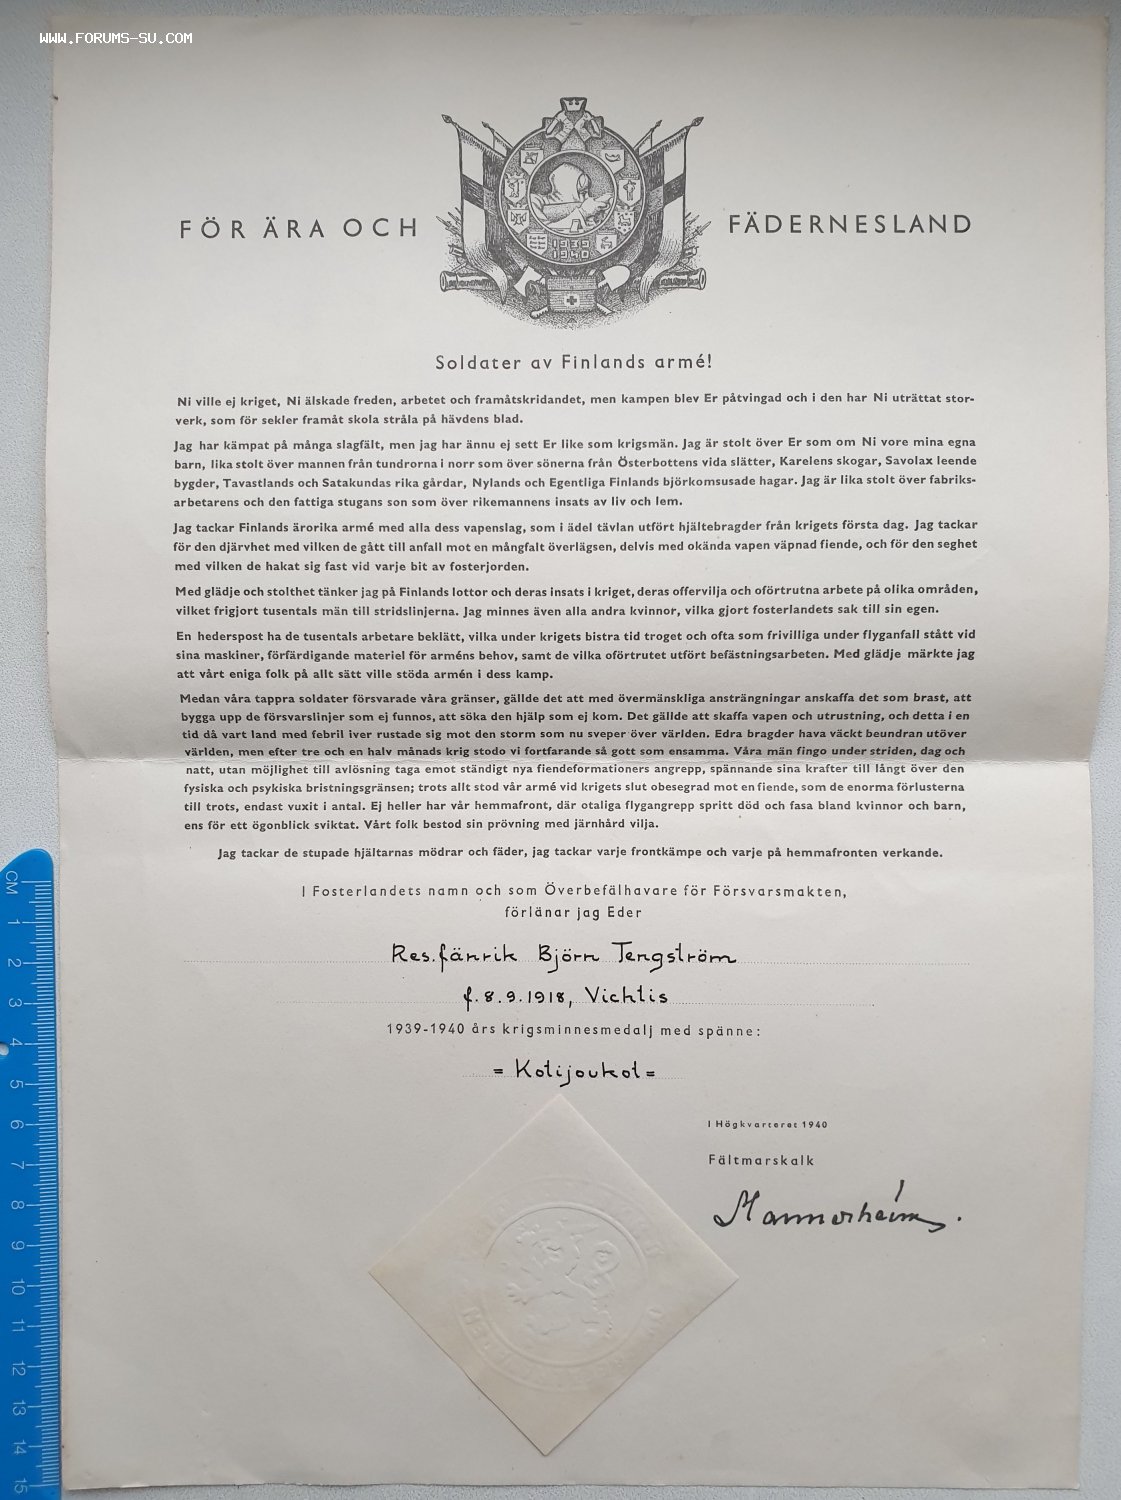 WWW.FORUMS-SU.COM
FÖR ÄRA OCH FÄDERNESLAND
1939
1940
Soldater av Finlands armé!
Ni ville ej kriget, Ni älskade freden, arbetet och framåtskridandet, men kampen blev Er påtvingad och i den har Ni uträttat stor-
verk, som för sekler framåt skola stråla på hävdens blad.
Jag har kämpat på många slagfält, men jag har ännu ej sett Er like som krigsmän. Jag är stolt över Er som om Ni vore mina egna
barn, lika stolt över mannen från tundrorna i norr som över sönerna från Österbottens vida slätter, Karelens skogar, Savolax leende
bygder, Tavastlands och Satakundas rika gårdar, Nylands och Egentliga Finlands björkomsusade hagar. Jag är lika stolt över fabriks-
arbetarens och den fattiga stugans son som över rikemannens insats av liv och lem.
Jag tackar Finlands ärorika armé med alla dess vapenslag, som i ädel tävlan utfört hjältebragder från krigets första dag. Jag tackar
för den djärvhet med vilken de gått till anfall mot en mångfalt överlägsen, delvis med okända vapen väpnad fiende, och för den seghet
med vilken de hakat sig fast vid varje bit av fosterjorden.
Med glädje och stolthet tänker jag på Finlands lottor och deras insats i kriget, deras offervilja och oförtrutna arbete på olika områden,
vilket frigjort tusentals män till stridslinjerna. Jag minnes även alla andra kvinnor, vilka gjort fosterlandets sak till sin egen.
En hederspost ha de tusentals arbetare beklätt, vilka under krigets bistra tid troget och ofta som frivilliga under flyganfall stått vid
sina maskiner, förfärdigande materiel för arméns behov, samt de vilka oförtrutet utfört befästningsarbeten. Med glädje märkte jag
att vårt eniga folk på allt sätt ville stöda armén i dess kamp.
Medan våra tappra soldater försvarade våra gränser, gällde det att med övermänskliga ansträngningar anskaffa det som brast, att
bygga upp de försvarslinjer som ej funnos, att söka den hjälp som ej kom. Det gällde att skaffa vapen och utrustning, och detta i en
tid då vart land med febril iver rustade sig mot den storm som nu sveper över världen. Edra bragder hava väckt beundran utöver
världen, men efter tre och en halv månads krig stodo vi fortfarande så gott som ensamma. Våra män fingo under striden, dag och
natt, utan möjlighet till avlösning taga emot ständigt nya fiendeformationers angrepp, spännande sina krafter till långt över den
fysiska och psykiska bristningsgränsen; trots allt stod vår armé vid krigets slut obesegrad mot en fiende, som de enorma förlusterna
till trots, endast vuxit i antal. Ej heller har vår hemmafront, där otaliga flygangrepp spritt död och fasa bland kvinnor och barn,
ens för ett ögonblick sviktat. Vårt folk bestod sin prövning med järnhård vilja.
Jag tackar de stupade hjältarnas mödrar och fäder, jag tackar varje frontkämpe och varje på hemmafronten verkande.
I Fosterlandets namn och som Överbefälhavare för Försvarsmakten,
förlänar jag Eder
Res.fänrik Björn Tengström
f. 8.9.1918, Vichtis
1939-1940 års krigsminnesmedalj med spänne:
= Kotijoukot =
I Högkvarteret 1940
Fältmarskalk
Mannerheim.
CM
1
2
3
4
5
6
7
8
9
10
11
12
13
14
15